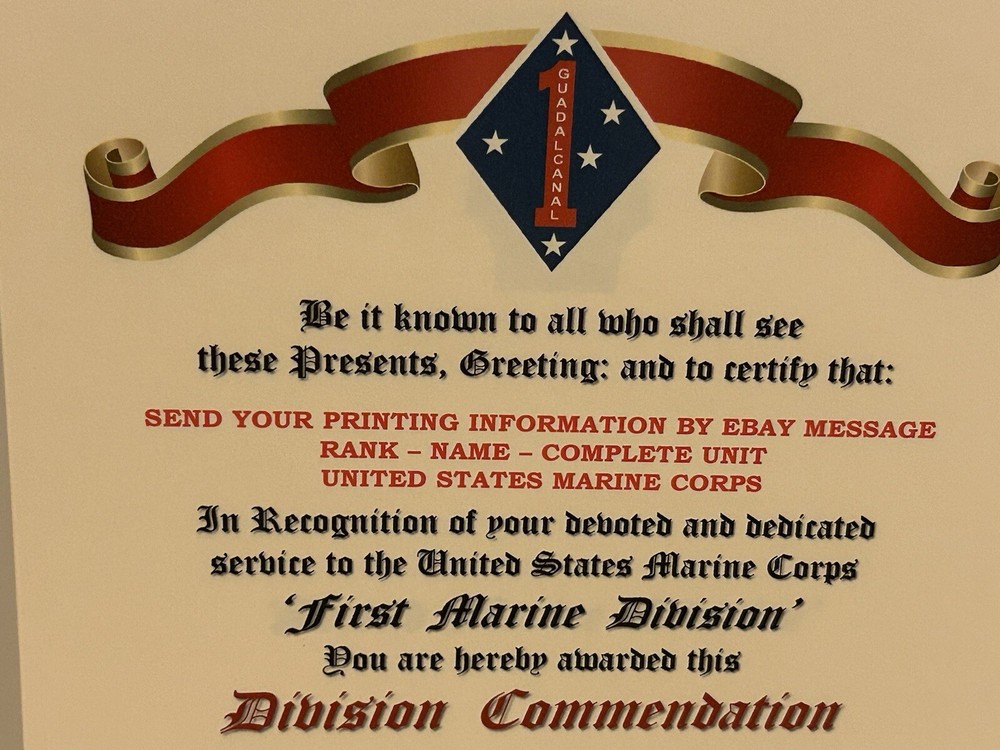 1
GUADALCANAL
Be it known to all who shall see
these Presents, Greeting: and to certify that:
SEND YOUR PRINTING INFORMATION BY EBAY MESSAGE
RANK – NAME – COMPLETE UNIT
UNITED STATES MARINE CORPS
In Recognition of your devoted and dedicated
service to the United States Marine Corps
‘First Marine Division’
You are hereby awarded this
Division Commendation